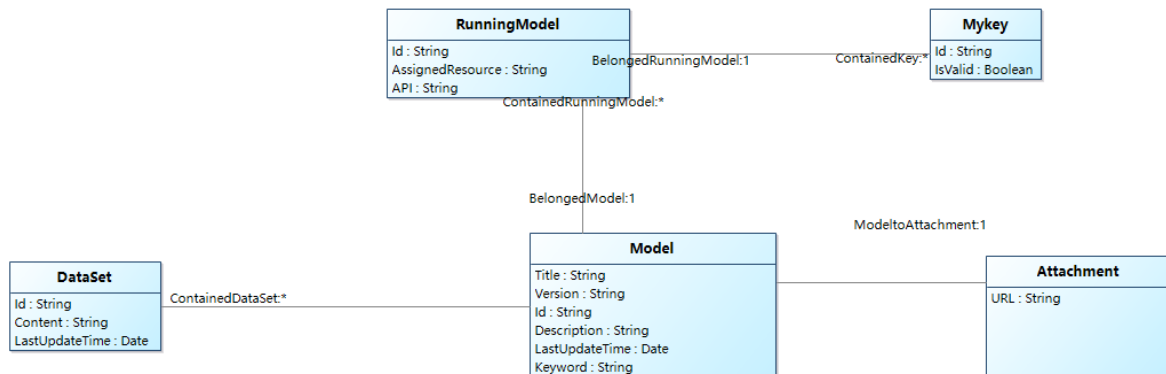 RunningModel
Id : String
AssignedResource : String
API : String
Mykey
Id : String
IsValid : Boolean
BelongedRunningModel:1
ContainedKey:*
ContainedRunningModel:*
BelongedModel:1
ModeltoAttachment:1
DataSet
Id : String
Content : String
LastUpdateTime : Date
ContainedDataSet:*
Model
Title : String
Version : String
Id : String
Description : String
LastUpdateTime : Date
Keyword : String
Attachment
URL : String